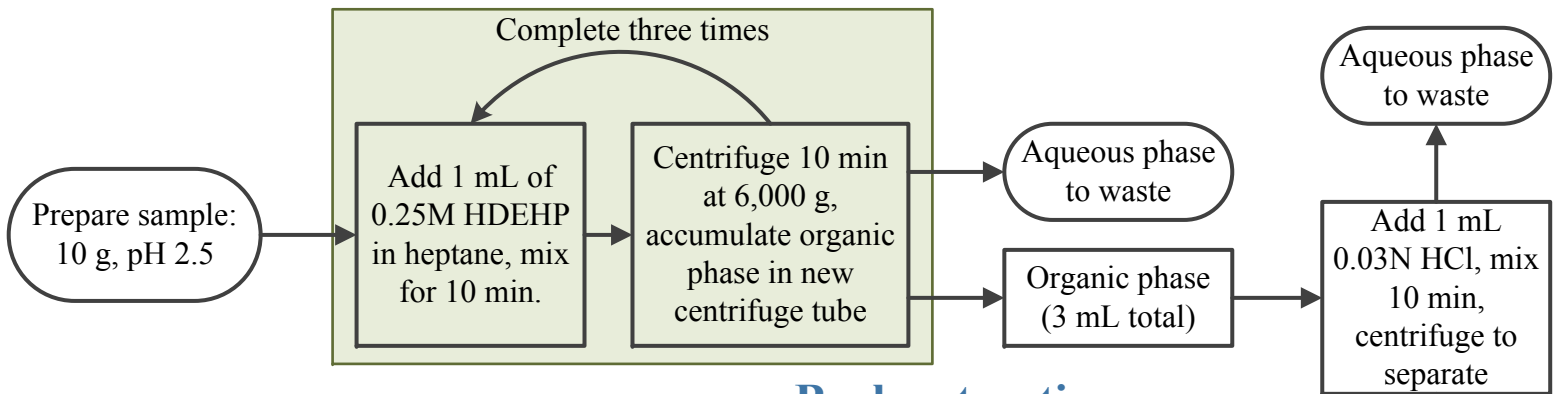 Complete three times
Prepare sample:
10 g, pH 2.5
Add 1 mL of
0.25M HDEHP
in heptane, mix
for 10 min.
Centrifuge 10 min
at 6,000 g,
accumulate organic
phase in new
centrifuge tube
Aqueous phase
to waste
Organic phase
(3 mL total)
Aqueous phase
to waste
Add 1 mL
0.03N HCl, mix
10 min,
centrifuge to
separate